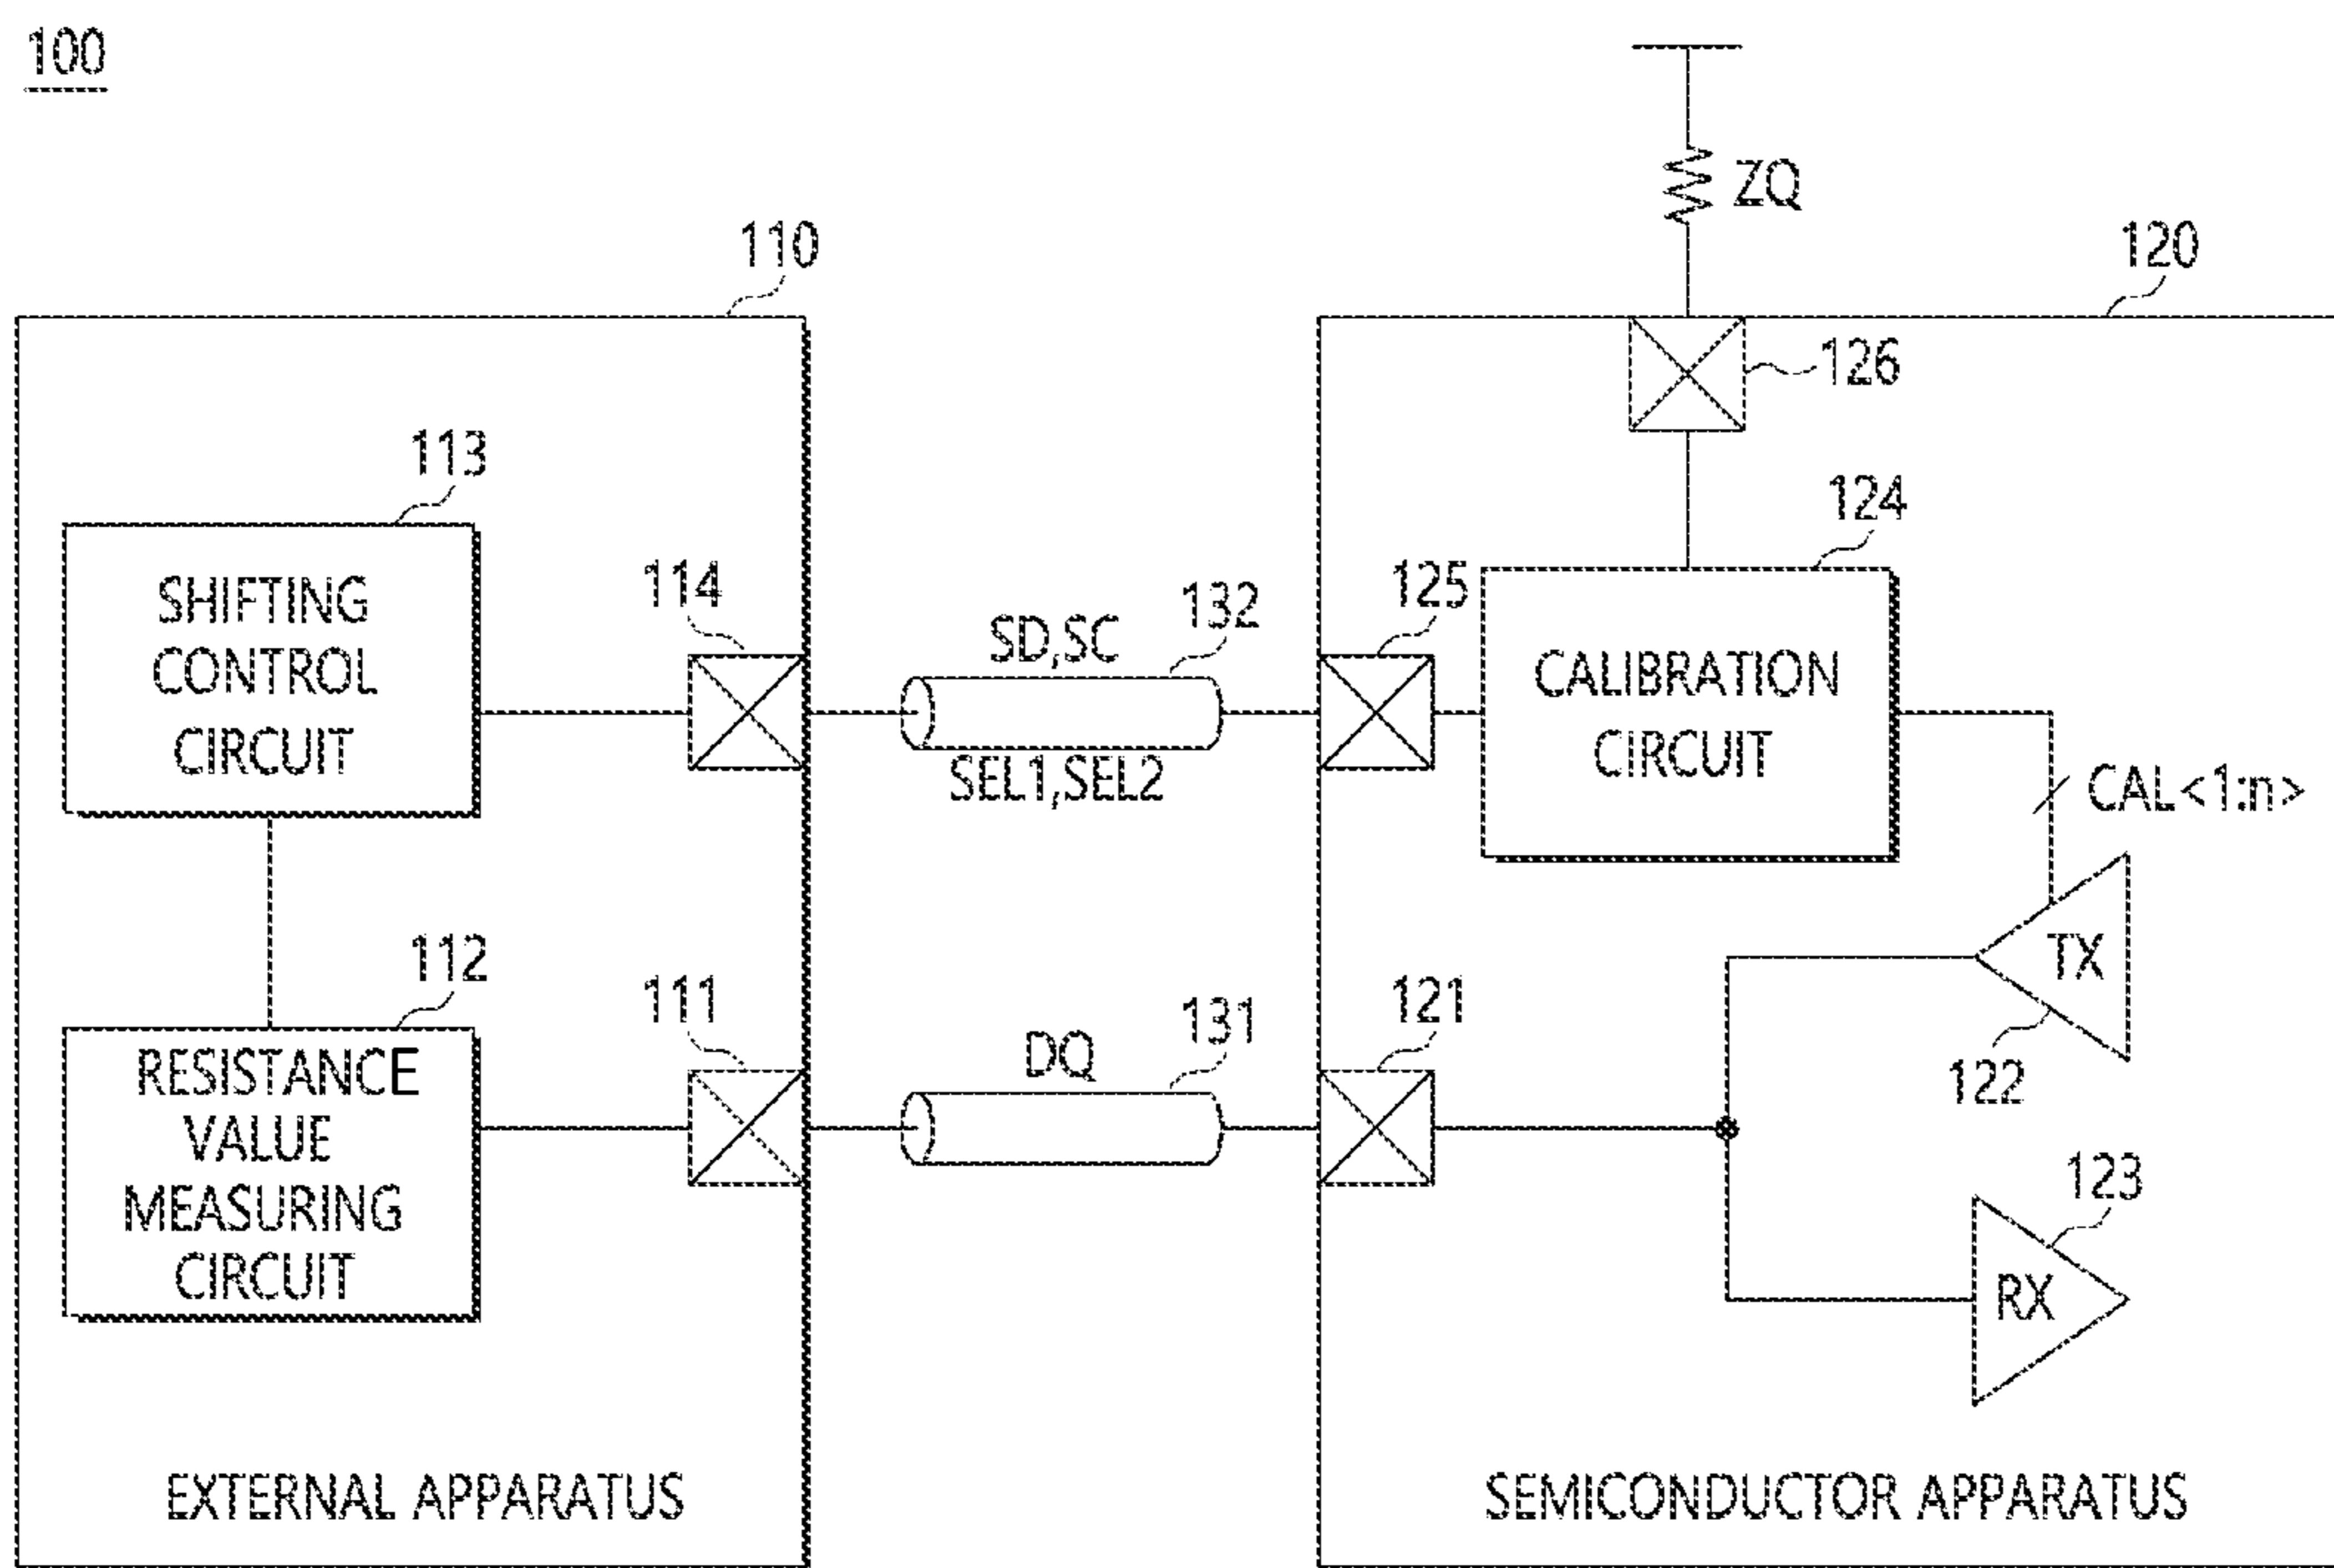 100
ZQ
110
120
126
113
124
SHIFTING
CONTROL
CIRCUIT
114
SD,SC
132
SEL1,SEL2
125
CALIBRATION
CIRCUIT
CAL<1:n>
112
RESISTANCE
VALUE
MEASURING
CIRCUIT
111
DQ
131
121
TX
122
123
RX
EXTERNAL APPARATUS
SEMICONDUCTOR APPARATUS